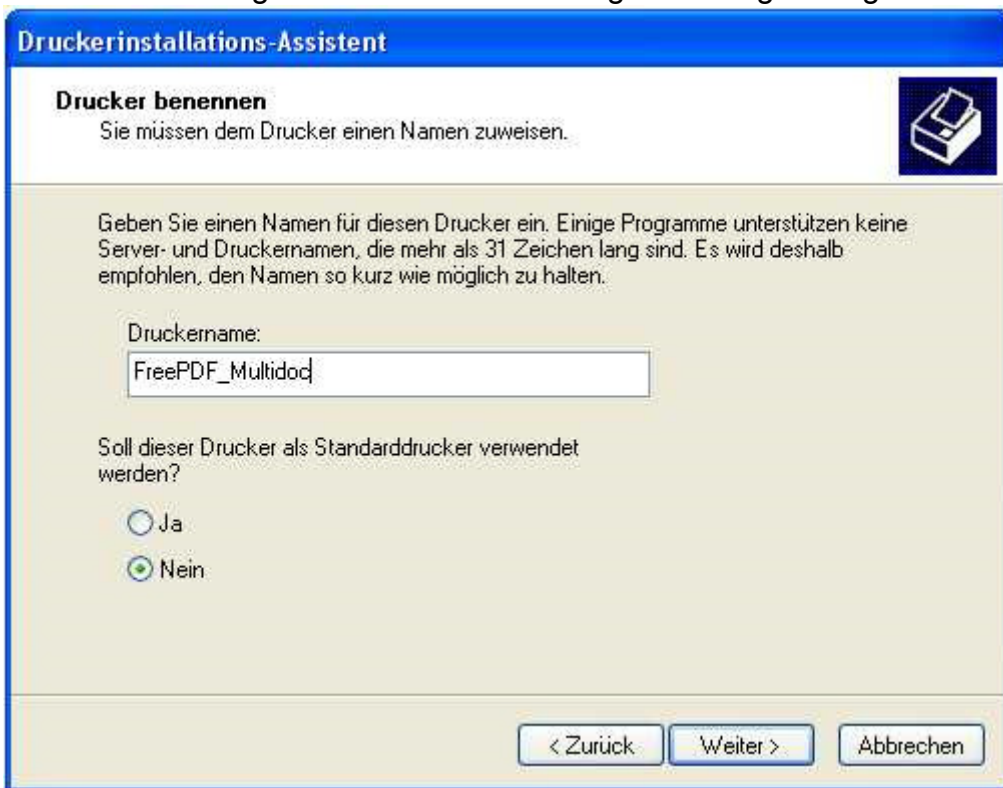 Druckerinstallations-Assistent
Drucker benennen
Sie müssen dem Drucker einen Namen zuweisen.
Geben Sie einen Namen für diesen Drucker ein. Einige Programme unterstützen keine
Server- und Druckernamen, die mehr als 31 Zeichen lang sind. Es wird deshalb
empfohlen, den Namen so kurz wie möglich zu halten.
Druckername:
FreePDF_Multidoc
Soll dieser Drucker als Standarddrucker verwendet
werden?
Ja
Nein
< Zurück Weiter > Abbrechen